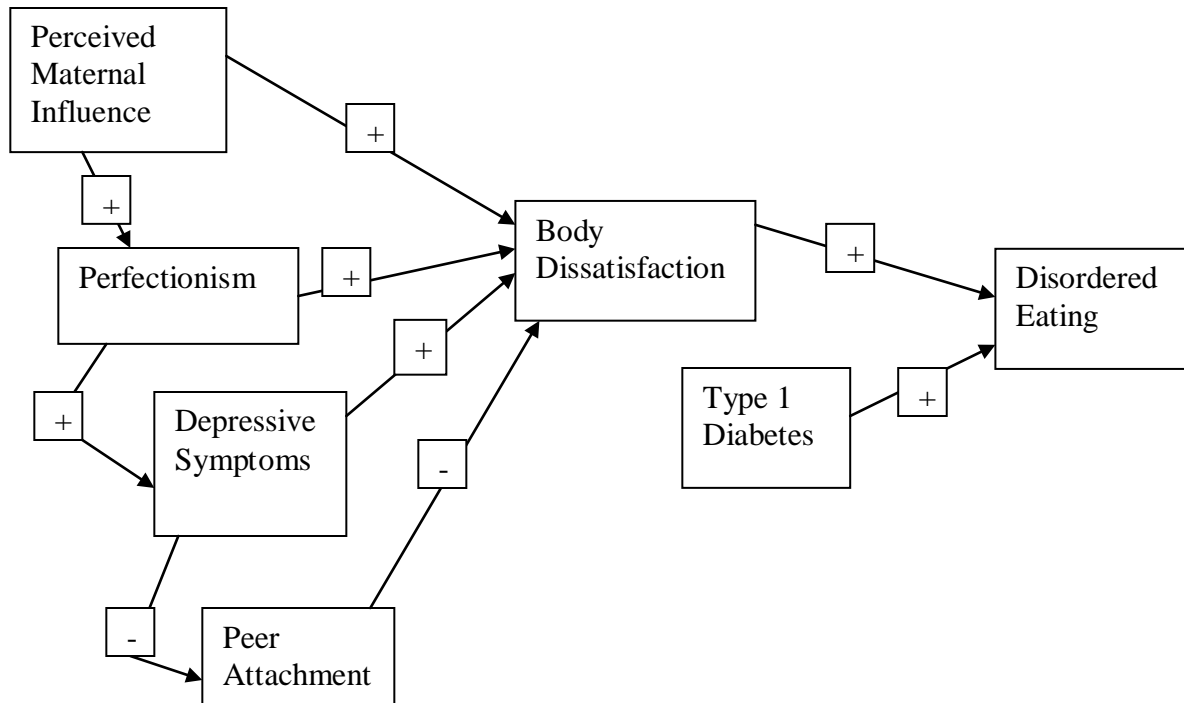 Perceived
Maternal
Influence
+
+
Perfectionism
+
Body
Dissatisfaction
+
Disordered
Eating
+
Depressive
Symptoms
+
Type 1
Diabetes
+
-
-
Peer
Attachment